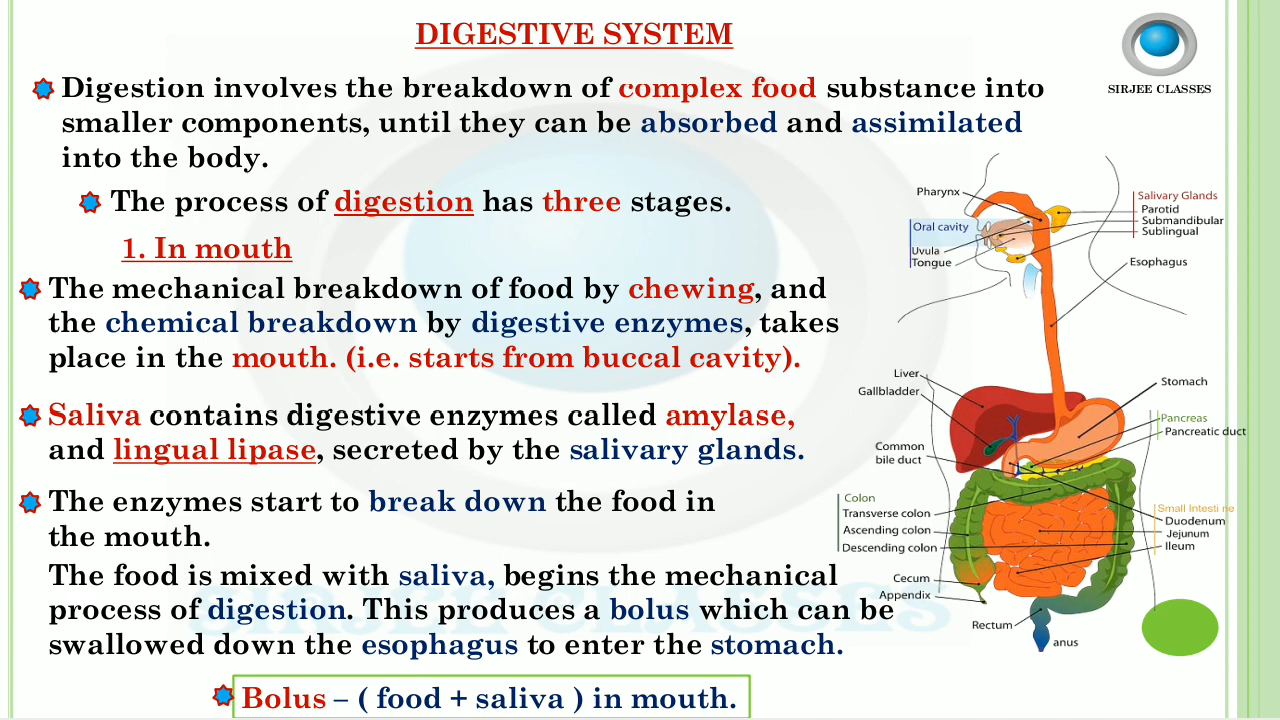 DIGESTIVE SYSTEM
SIRJEE CLASSES
Digestion involves the breakdown of complex food substance into
smaller components, until they can be absorbed and assimilated
into the body.
The process of digestion has three stages.
1. In mouth
The mechanical breakdown of food by chewing, and
the chemical breakdown by digestive enzymes, takes
place in the mouth. (i.e. starts from buccal cavity).
Saliva contains digestive enzymes called amylase,
and lingual lipase, secreted by the salivary glands.
The enzymes start to break down the food in
the mouth.
The food is mixed with saliva, begins the mechanical
process of digestion. This produces a bolus which can be
swallowed down the esophagus to enter the stomach.
Bolus – ( food + saliva ) in mouth.
Pharynx
Oral cavity
Uvula
Tongue
Salivary Glands
Parotid
Submandibular
Sublingual
Esophagus
Liver
Gallbladder
Stomach
Pancreas
Pancreatic duct
Common
bile duct
Colon
Transverse colon
Ascending colon
Descending colon
Small Intesti ne
Duodenum
Jejunum
Ileum
Cecum
Appendix
Rectum
anus
SIRJEE CLASSES